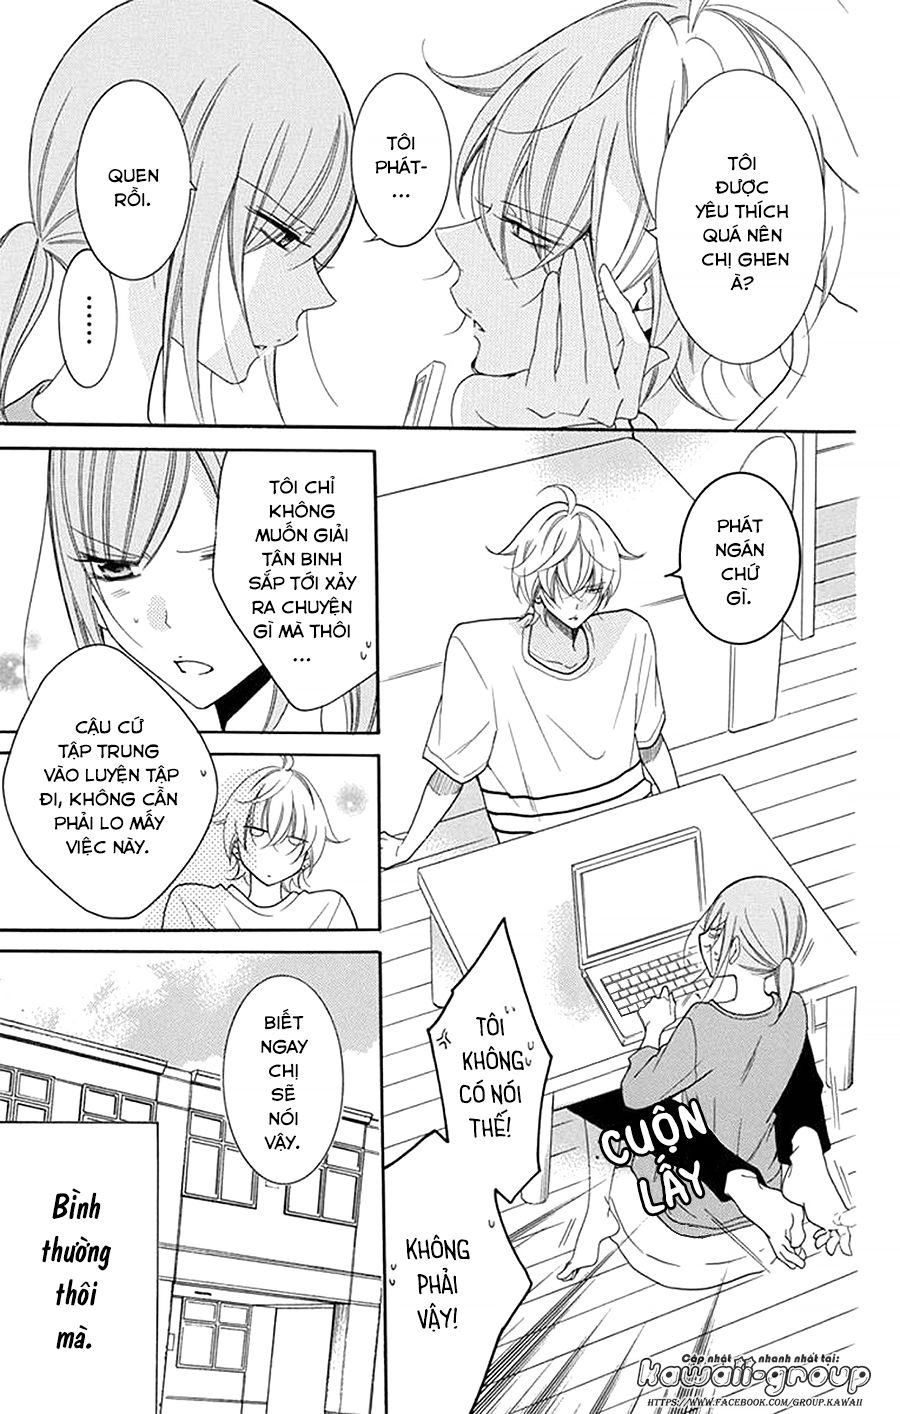 TÔI
ĐƯỢC
YÊU THÍCH
QUÁ NÊN
CHỊ GHEN
À?
TÔI
PHÁT-
...
QUEN
RỒI.
......
PHÁT
NGÁN
CHỨ
GÌ.
TÔI CHỈ
KHÔNG
MUỐN GIẢI
TÂN BINH
SẮP TỚI XẢY
RA CHUYỆN
GÌ MÀ THÔI
...
CẬU CỨ
TẬP TRUNG
VÀO LUYỆN TẬP
ĐI, KHÔNG CẦN
PHẢI LO MẤY
VIỆC NÀY.
TÔI
KHÔNG
CÓ NÓI
THẾ!
CUỘN
LẤY
KHÔNG
PHẢI
VẬY!
BIẾT
NGAY
CHỊ
SẼ
NÓI
VẬY.
Bình
thường
thôi
mà.
Cập nhật nhanh nhất tại:
kawaii-group
HTTPS://WWW.FACEBOOK.COM/GROUP.KAWAII